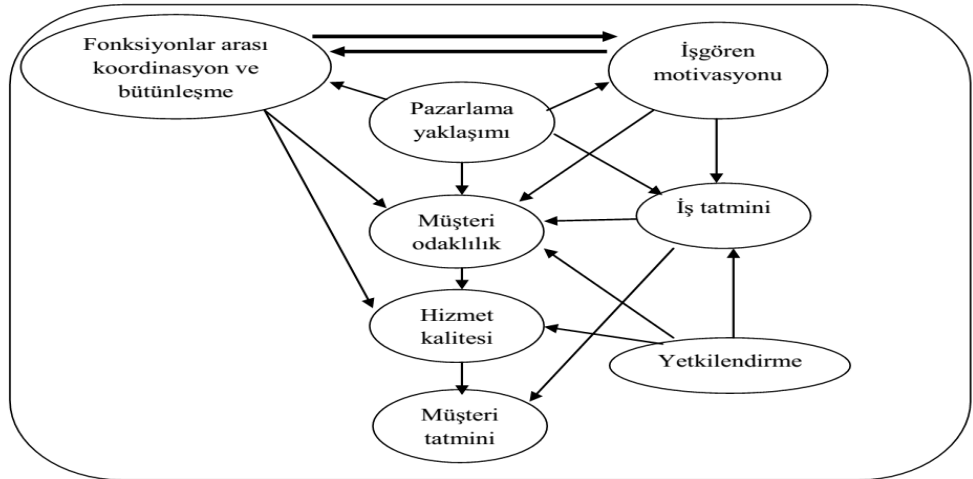 Fonksiyonlar arası
koordinasyon ve
bütünleşme
İşgören
motivasyonu
Pazarlama
yaklaşımı
Müşteri
odaklılık
İş tatmini
Hizmet
kalitesi
Yetkilendirme
Müşteri
tatmini